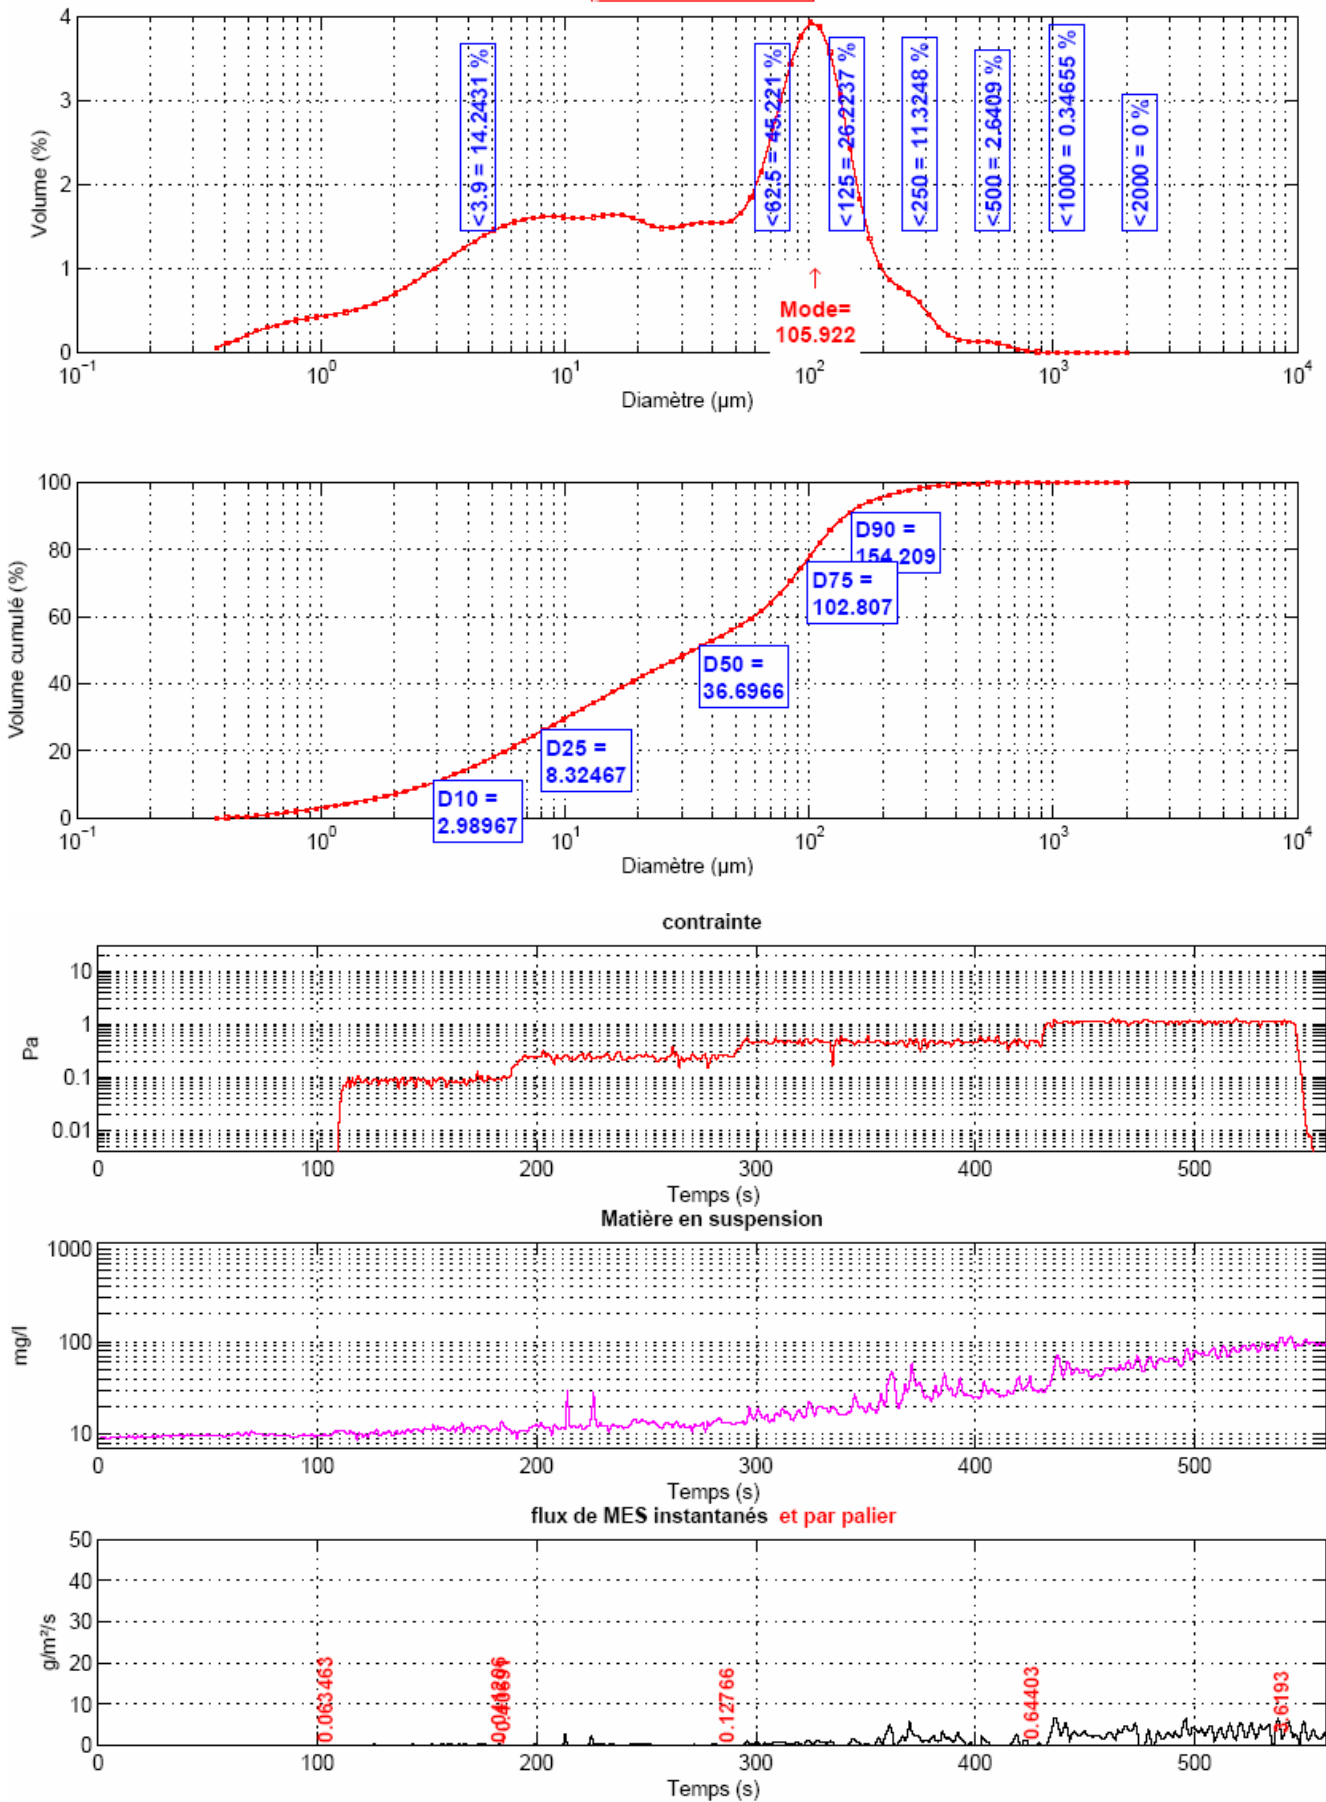 4
3
2
1
0
Volume (%)
<3.9 = 14.2431 %
<62.5 = 45.221 %
<125 = 26.2237 %
<250 = 11.3248 %
<500 = 2.6409 %
<1000 = 0.34655 %
<2000 = 0 %
↑
Mode=
105.922
10⁻¹ 10⁰ 10¹ 10² 10³ 10⁴
Diamètre (µm)
100
80
60
40
20
0
Volume cumulé (%)
D90 =
154.209
D75 =
102.807
D50 =
36.6966
D25 =
8.32467
D10 =
2.98967
10⁻¹ 10⁰ 10¹ 10² 10³ 10⁴
Diamètre (µm)
contrainte
10
1
0.1
0.01
Pa
0 100 200 300 400 500
Temps (s)
Matière en suspension
1000
100
10
mg/l
0 100 200 300 400 500
Temps (s)
flux de MES instantanés et par palier
50
40
30
20
10
0
g/m²/s
0.063463
0.12766
0.64403
3.6193
0 100 200 300 400 500
Temps (s)